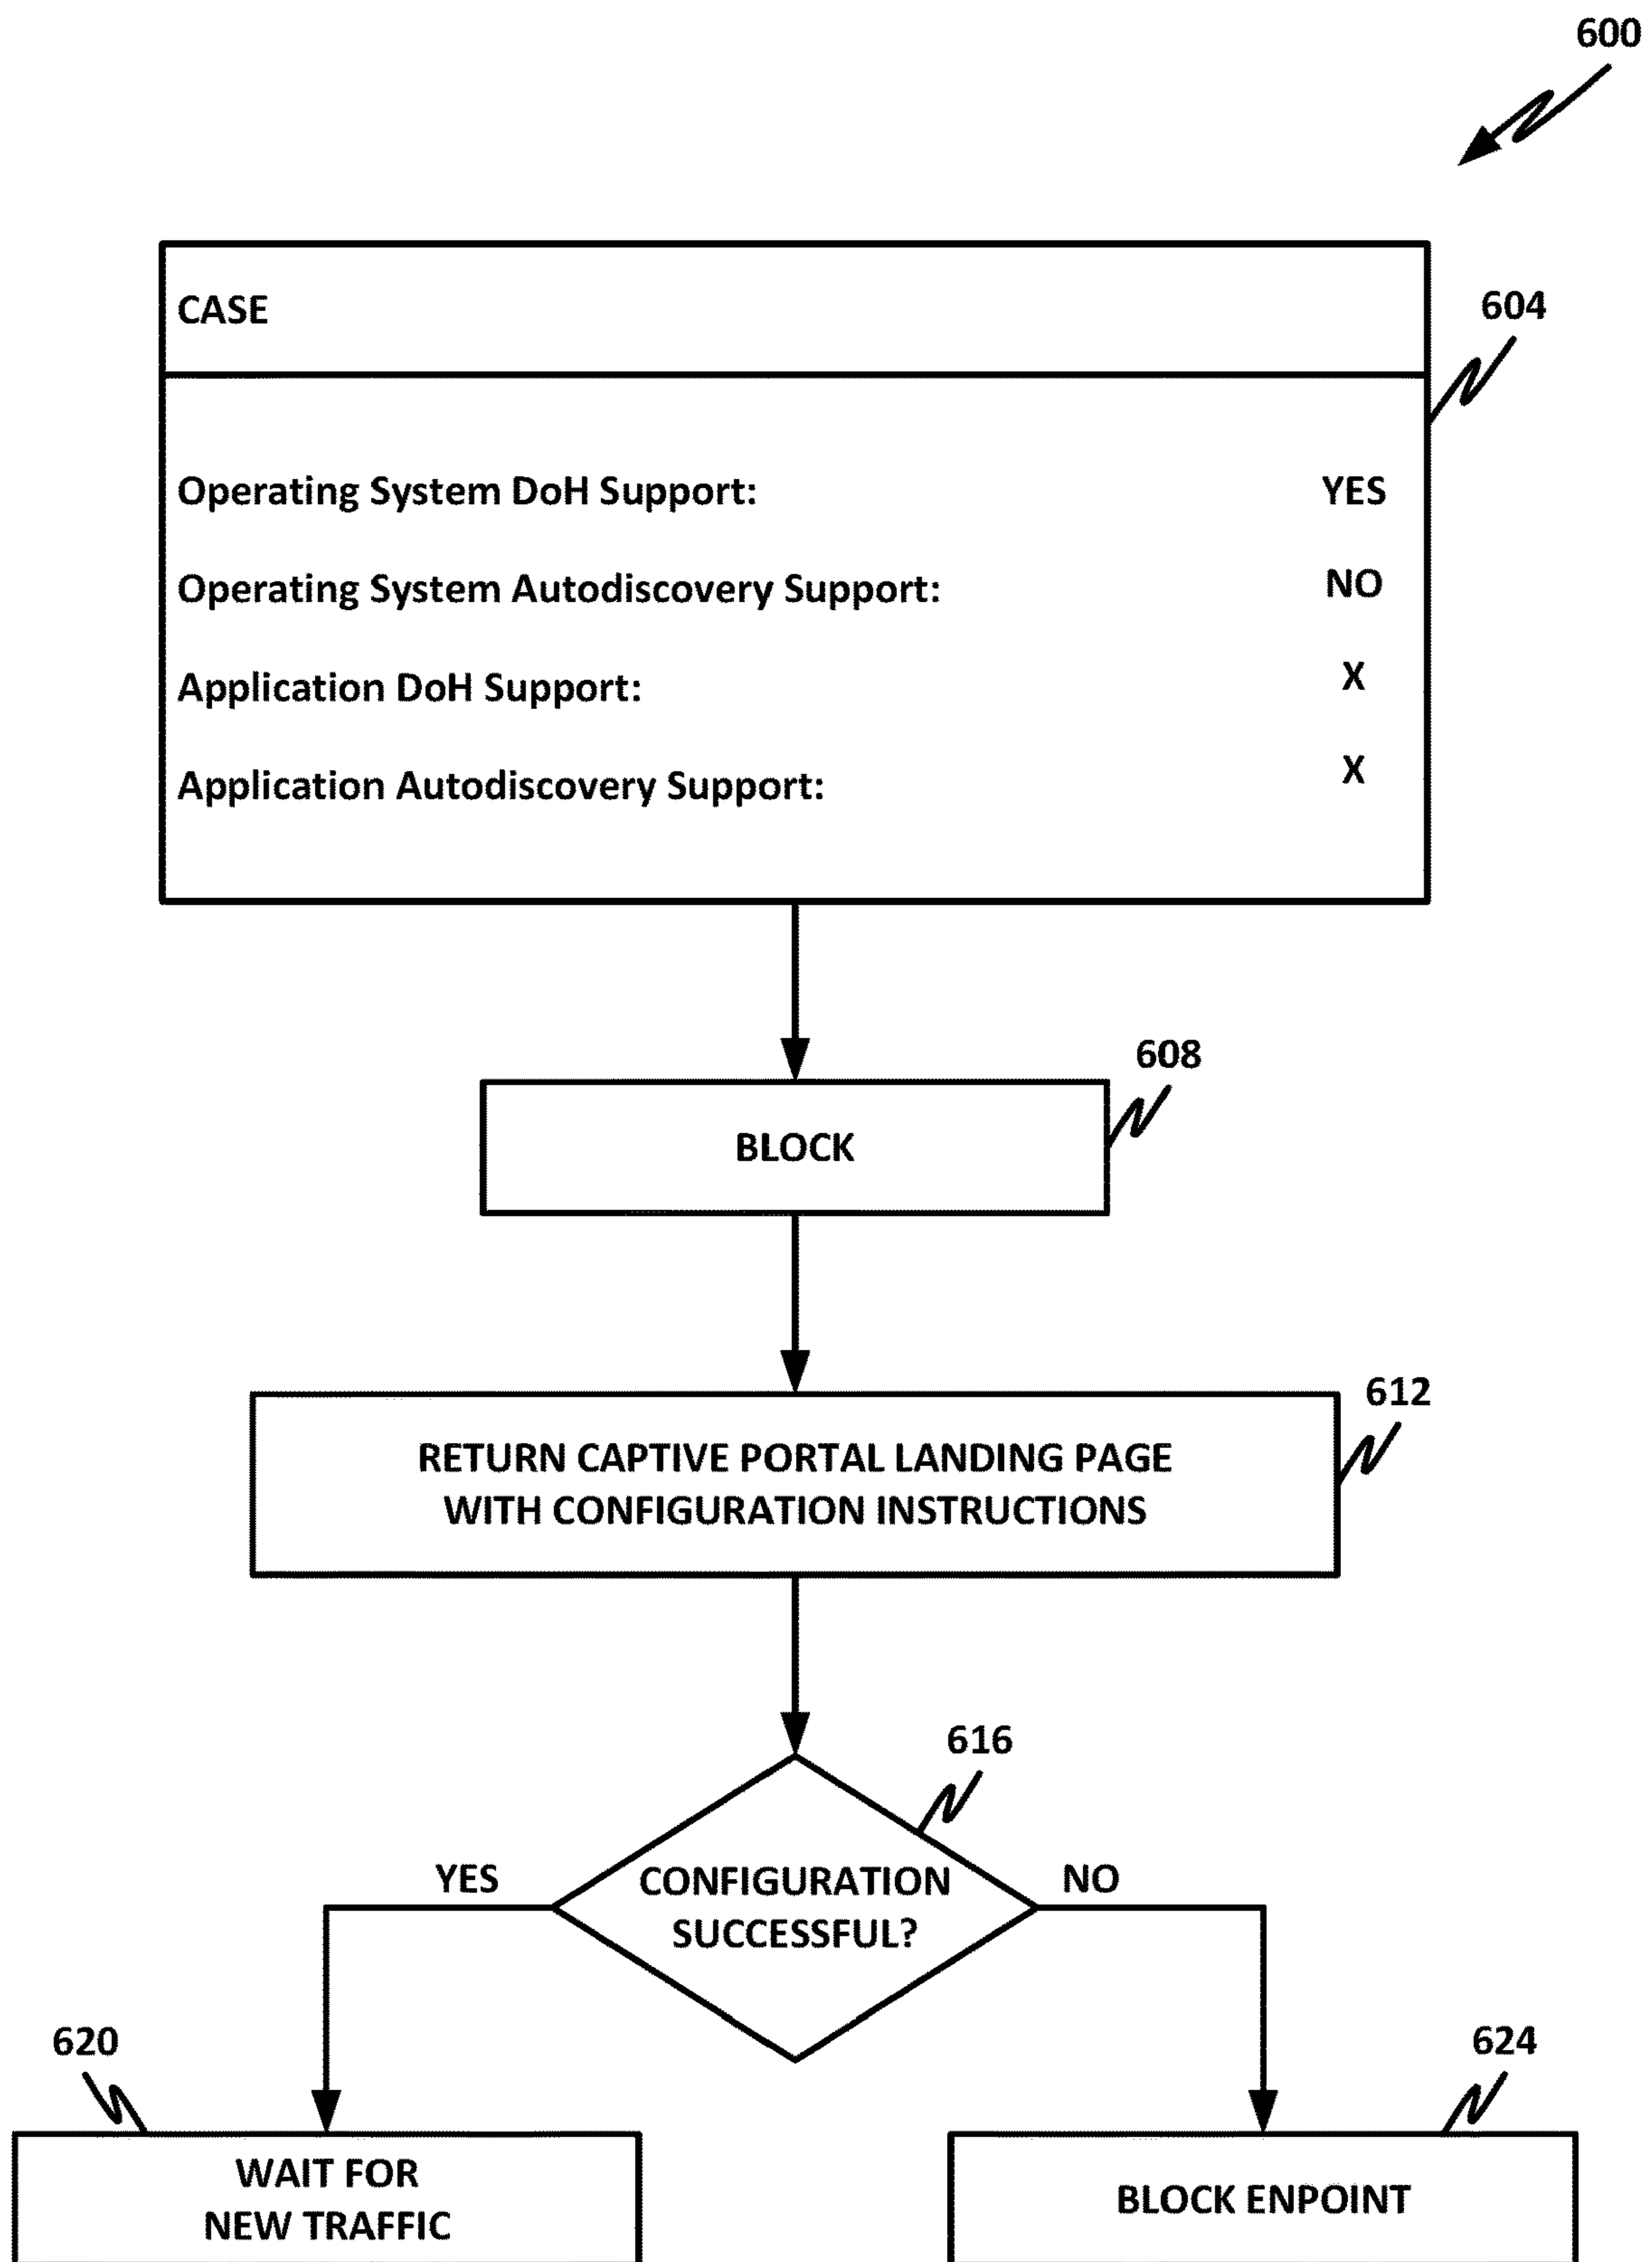 600
CASE
604
Operating System DoH Support: YES
Operating System Autodiscovery Support: NO
Application DoH Support: X
Application Autodiscovery Support: X
608
BLOCK
612
RETURN CAPTIVE PORTAL LANDING PAGE
WITH CONFIGURATION INSTRUCTIONS
616
YES
CONFIGURATION
SUCCESSFUL?
NO
620
624
WAIT FOR
NEW TRAFFIC
BLOCK ENPOINT